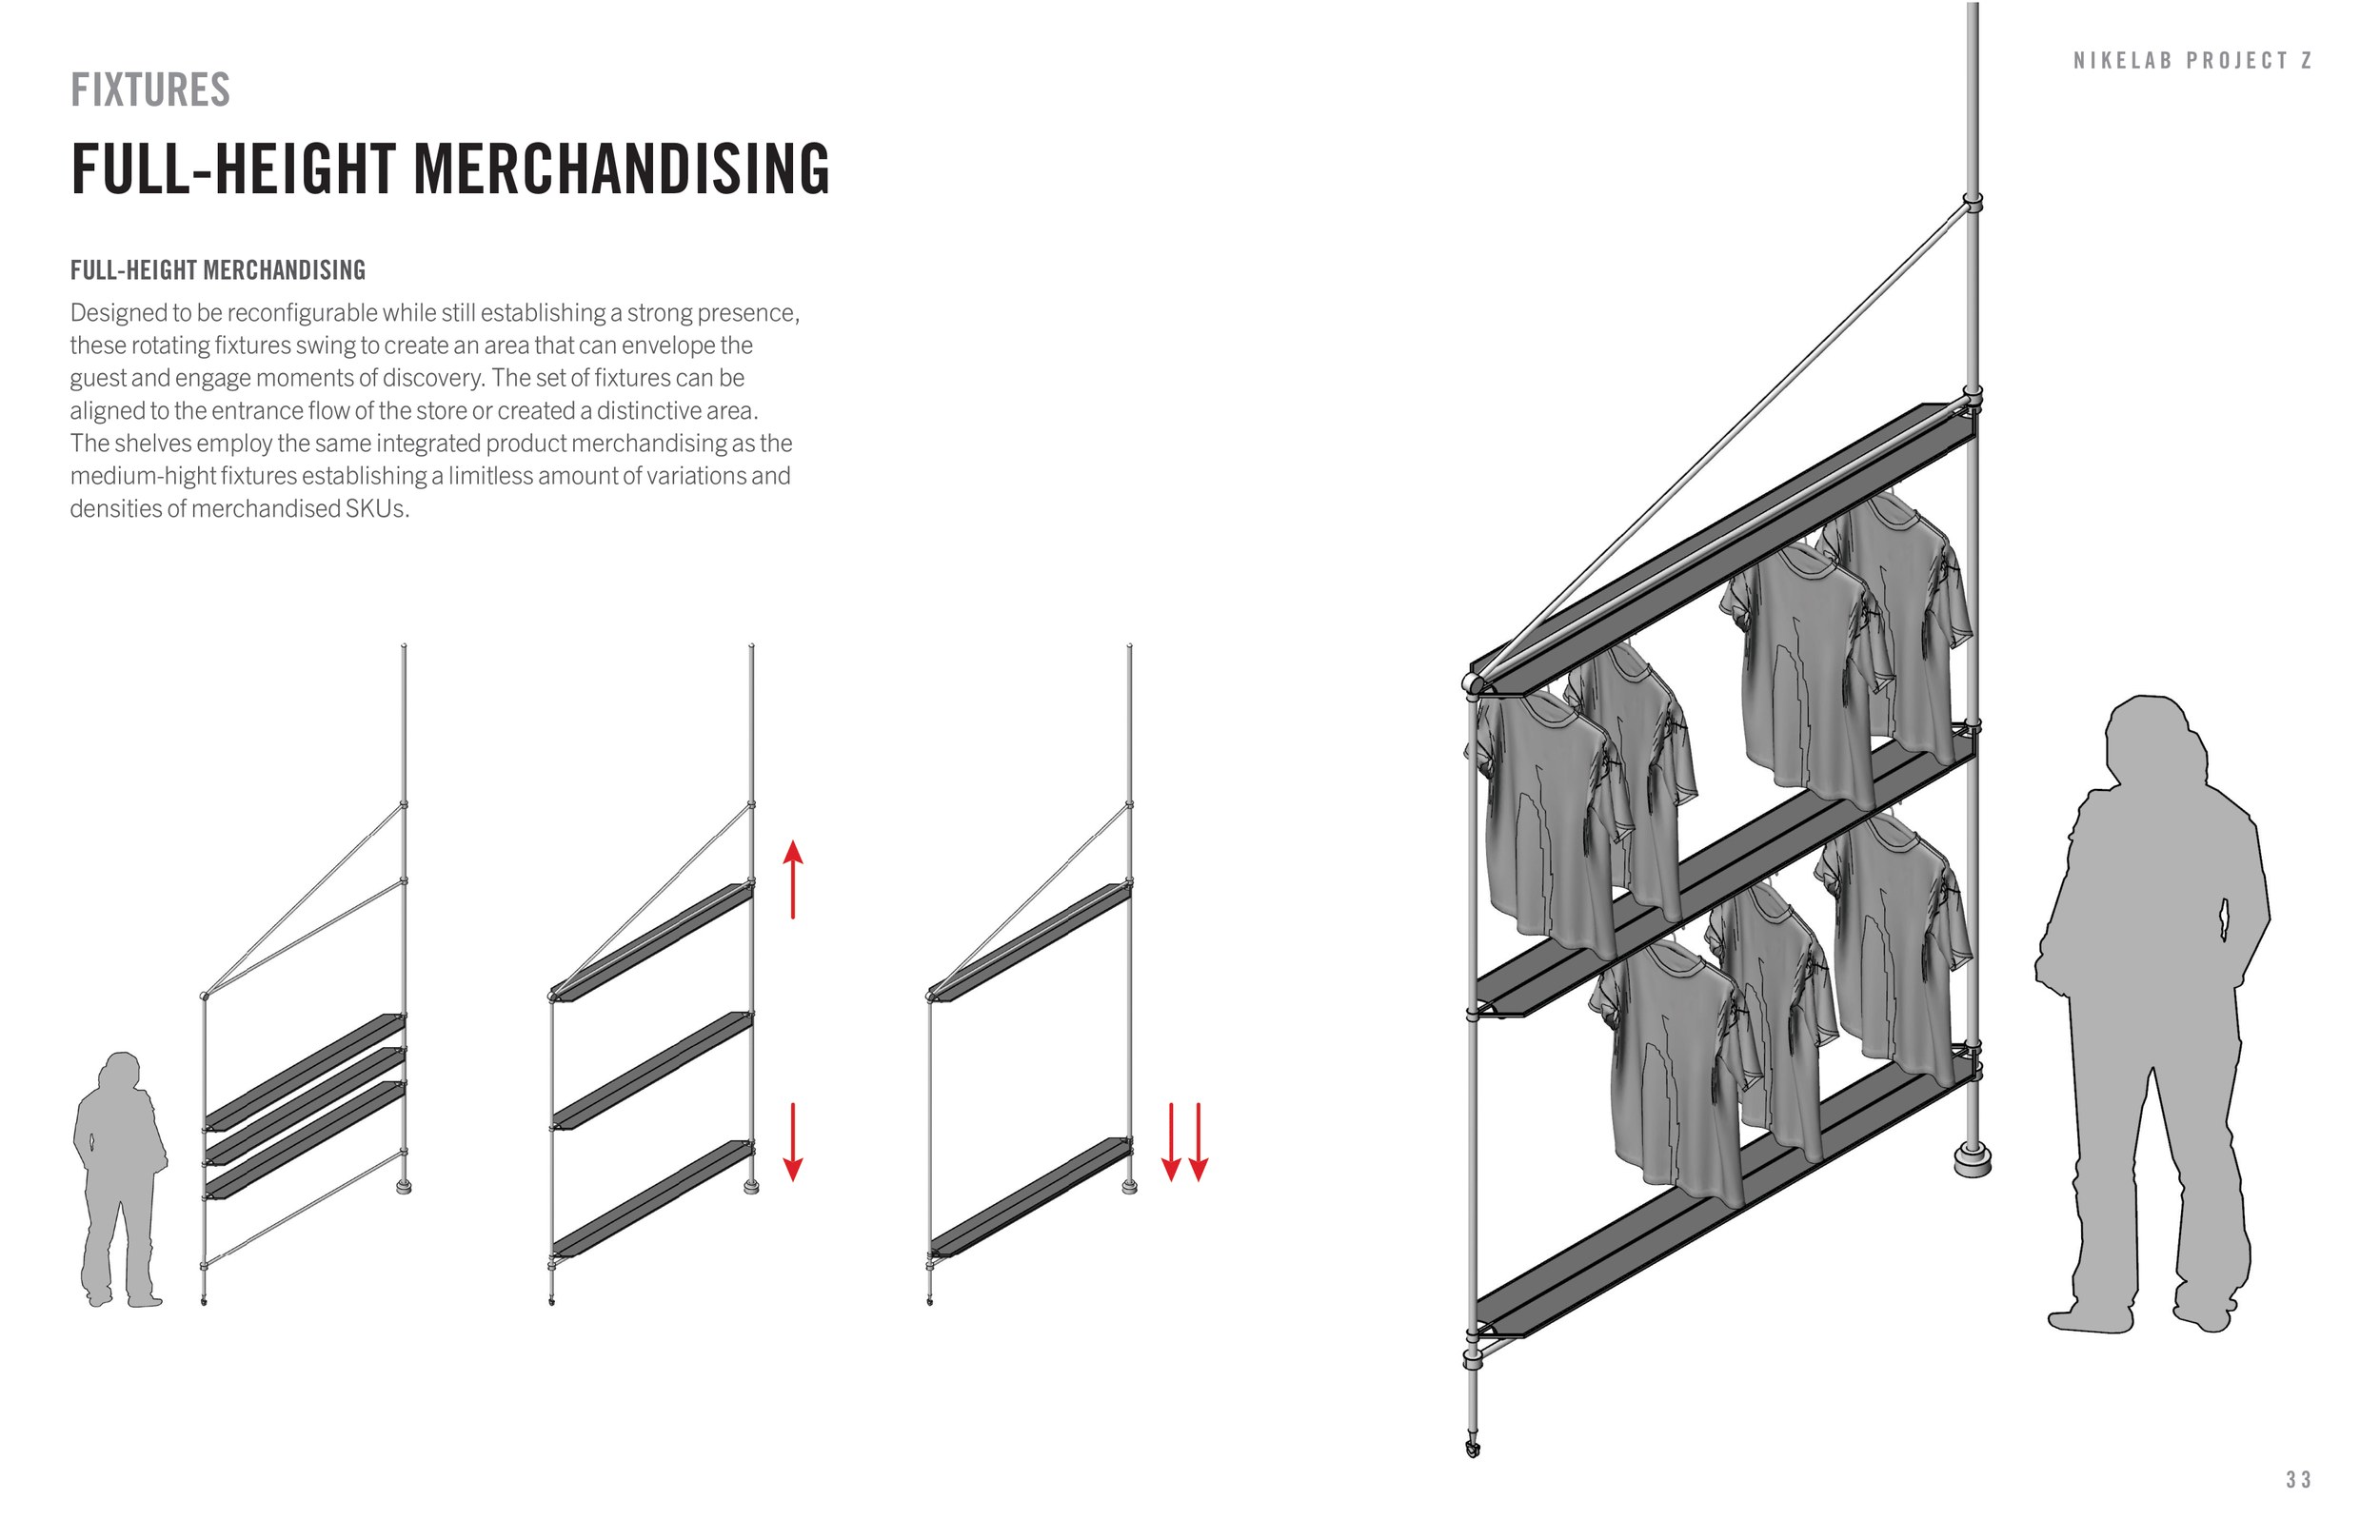 NIKELAB PROJECT Z
FIXTURES
FULL-HEIGHT MERCHANDISING
FULL-HEIGHT MERCHANDISING
Designed to be reconfigurable while still establishing a strong presence,
these rotating fixtures swing to create an area that can envelope the
guest and engage moments of discovery. The set of fixtures can be
aligned to the entrance flow of the store or created a distinctive area.
The shelves employ the same integrated product merchandising as the
medium-hight fixtures establishing a limitless amount of variations and
densities of merchandised SKUs.
33